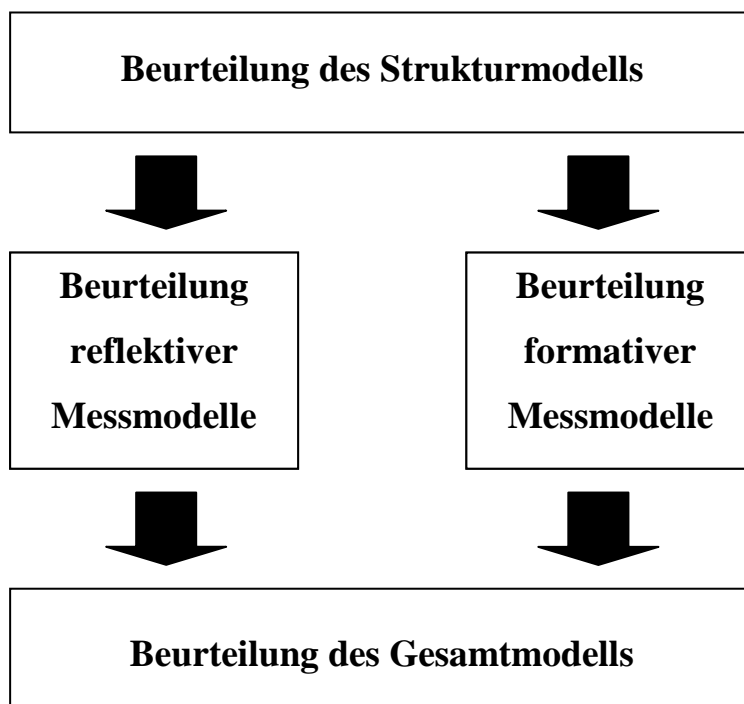 Beurteilung des Strukturmodells
Beurteilung
reflektiver
Messmodelle
Beurteilung
formativer
Messmodelle
Beurteilung des Gesamtmodells